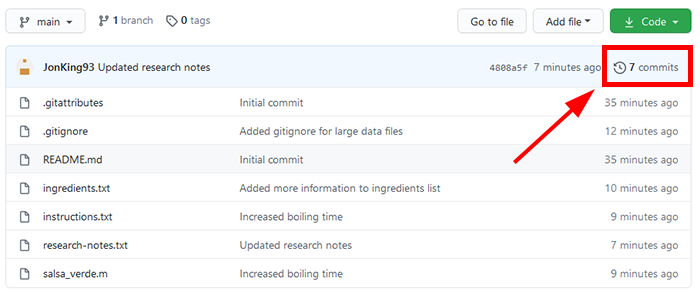 main 1 branch 0 tags Go to file Add file Code
JonKing93 Updated research notes 4808a5f 7 minutes ago 7 commits
.gitattributes Initial commit 35 minutes ago
.gitignore Added gitignore for large data files 12 minutes ago
README.md Initial commit 35 minutes ago
ingredients.txt Added more information to ingredients list 10 minutes ago
instructions.txt Increased boiling time 9 minutes ago
research-notes.txt Updated research notes 7 minutes ago
salsa_verde.m Increased boiling time 9 minutes ago